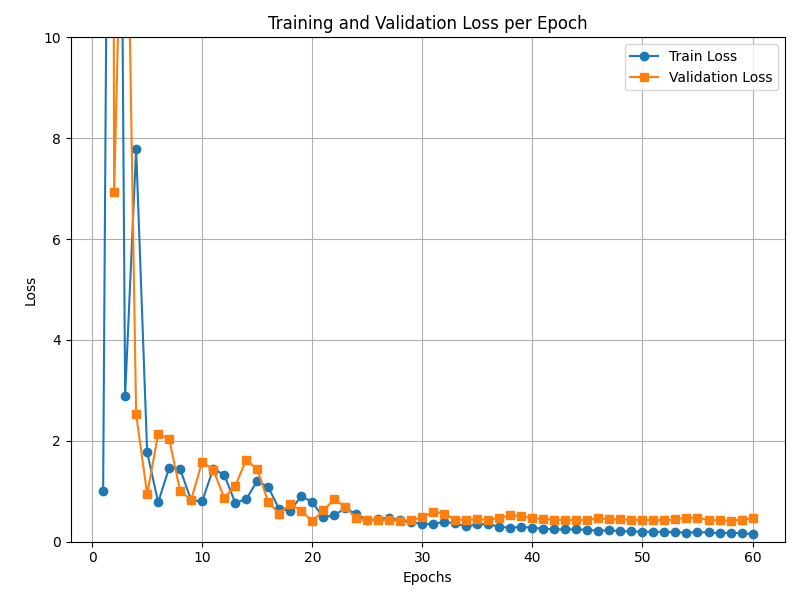 Training and Validation Loss per Epoch
Train Loss
Validation Loss
Loss
10
8
6
4
2
0
0 10 20 30 40 50 60
Epochs